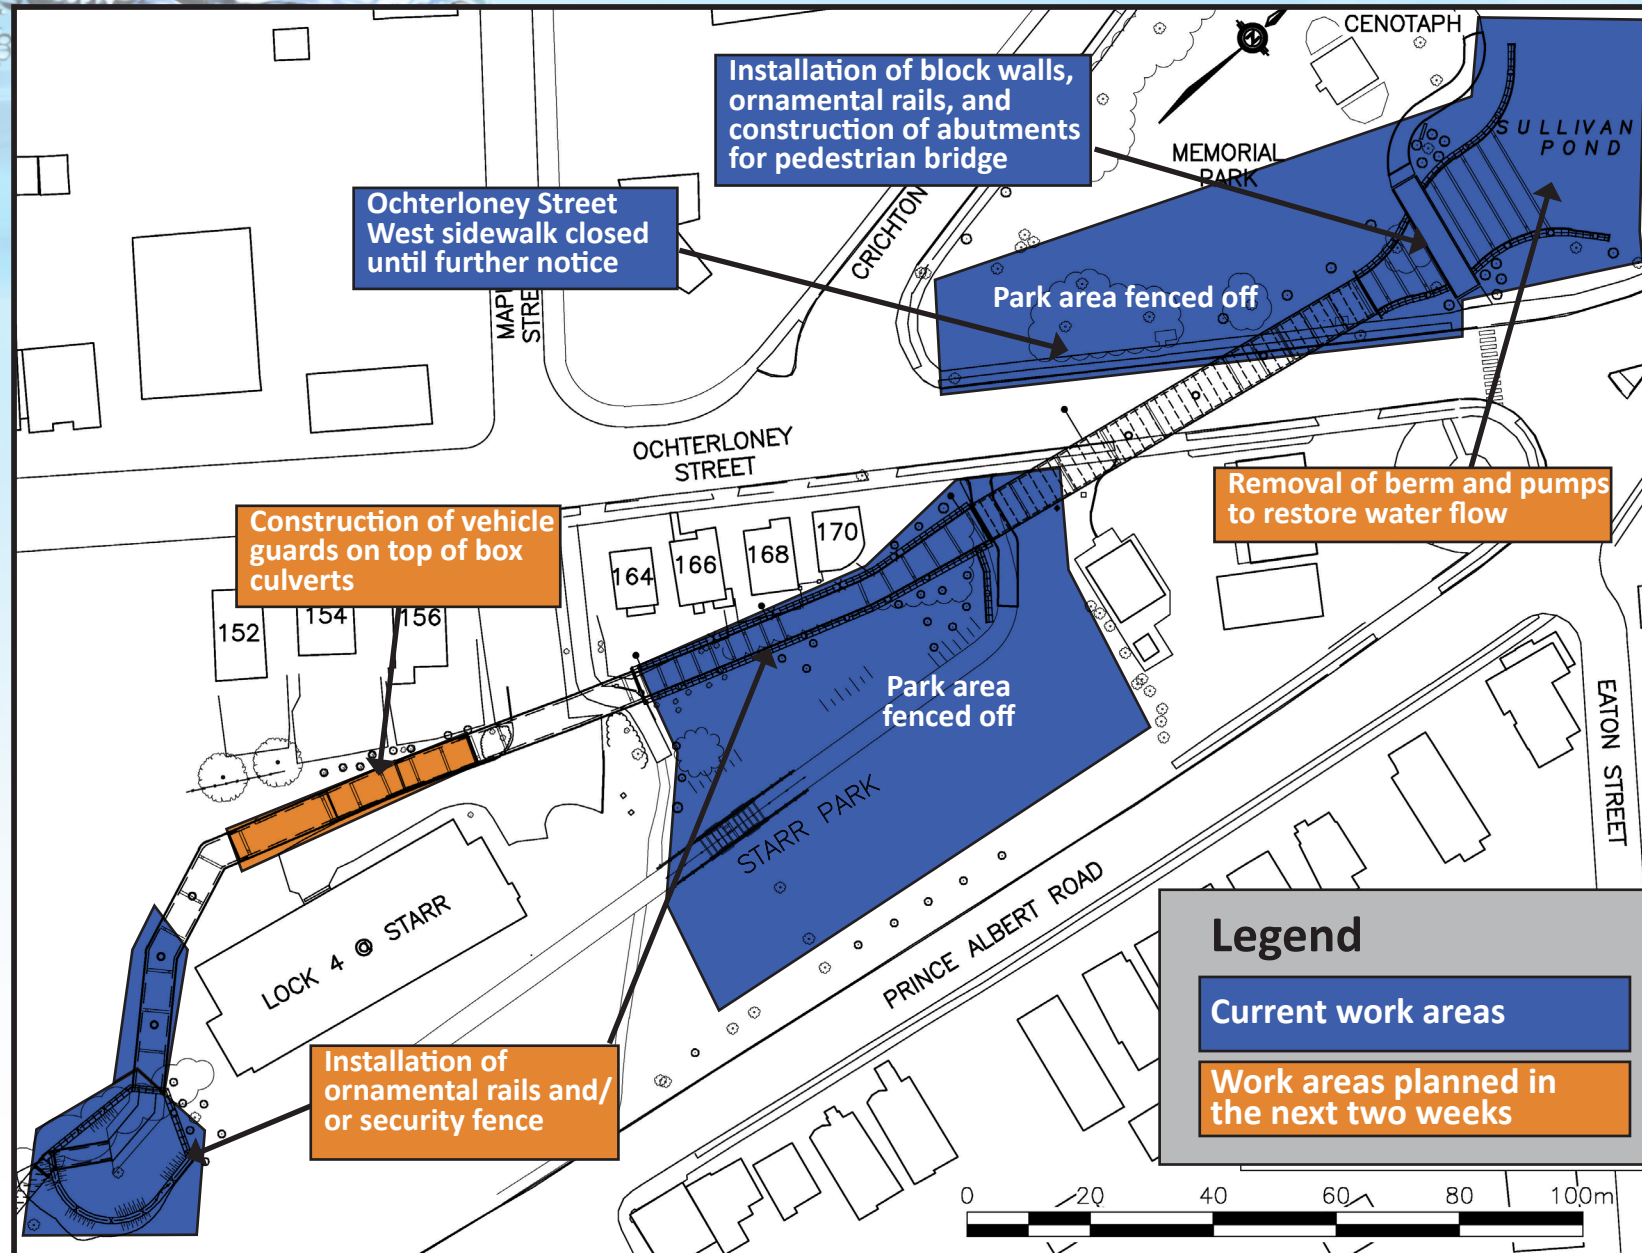 CENOTAPH
N
Installation of block walls,
ornamental rails, and
construction of abutments
for pedestrian bridge
SULLIVAN
POND
MEMORIAL
PARK
Ochterloney Street
West sidewalk closed
until further notice
CRICHTON
MAPL
STREE
Park area fenced off
OCHTERLONEY
STREET
Removal of berm and pumps
to restore water flow
Construction of vehicle
guards on top of box
culverts
164
166
168
170
152
154
156
Park area
fenced off
EATON STREET
STARR PARK
PRINCE ALBERT ROAD
LOCK 4 @ STARR
Installation of
ornamental rails and/
or security fence
Legend
Current work areas
Work areas planned in
the next two weeks
0 20 40 60 80 100m